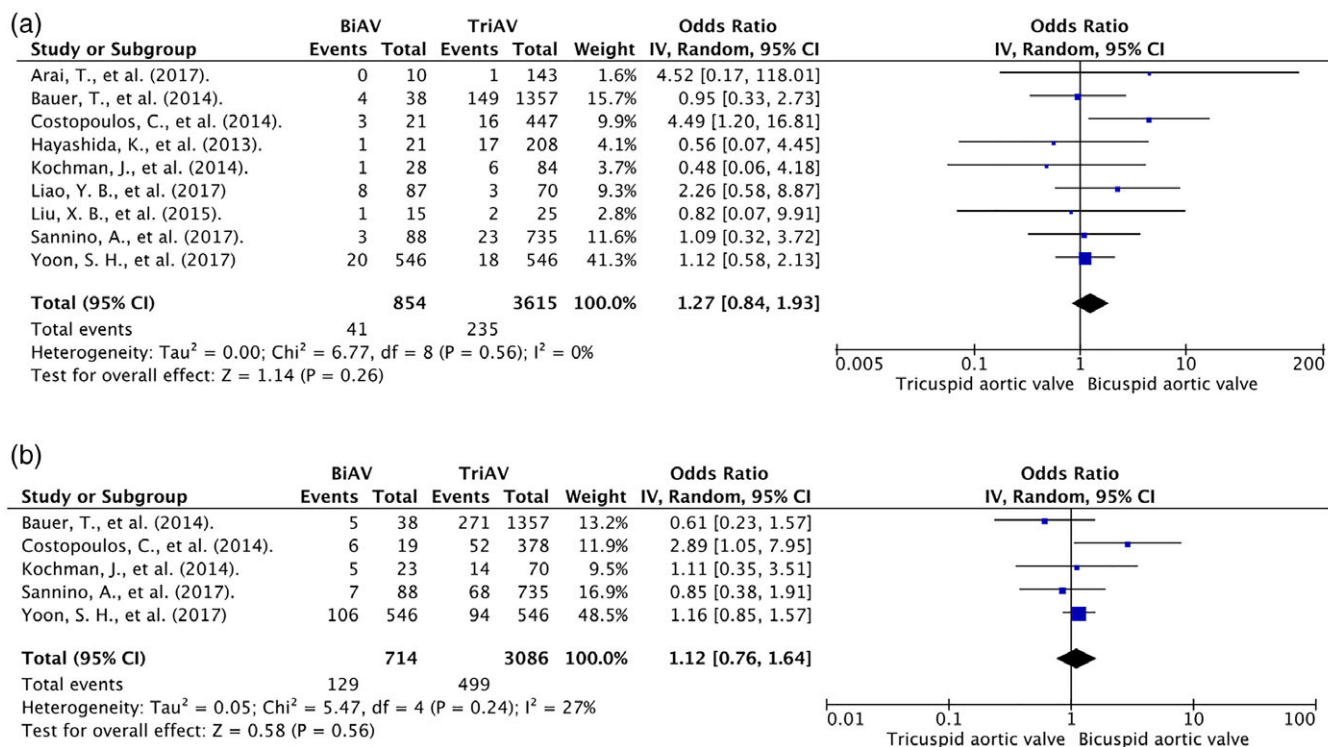 (a)
BiAV TriAV Odds Ratio Odds Ratio
Study or Subgroup Events Total Events Total Weight IV, Random, 95% CI IV, Random, 95% CI
Arai, T., et al. (2017). 0 10 1 143 1.6% 4.52 [0.17, 118.01]
Bauer, T., et al. (2014). 4 38 149 1357 15.7% 0.95 [0.33, 2.73]
Costopoulos, C., et al. (2014). 3 21 16 447 9.9% 4.49 [1.20, 16.81]
Hayashida, K., et al. (2013). 1 21 17 208 4.1% 0.56 [0.07, 4.45]
Kochman, J., et al. (2014). 1 28 6 84 3.7% 0.48 [0.06, 4.18]
Liao, Y. B., et al. (2017) 8 87 3 70 9.3% 2.26 [0.58, 8.87]
Liu, X. B., et al. (2015). 1 15 2 25 2.8% 0.82 [0.07, 9.91]
Sannino, A., et al. (2017). 3 88 23 735 11.6% 1.09 [0.32, 3.72]
Yoon, S. H., et al. (2017) 20 546 18 546 41.3% 1.12 [0.58, 2.13]
Total (95% CI) 854 3615 100.0% 1.27 [0.84, 1.93]
Total events 41 235
Heterogeneity: Tau² = 0.00; Chi² = 6.77, df = 8 (P = 0.56); I² = 0%
Test for overall effect: Z = 1.14 (P = 0.26)
0.005 0.1 1 10 200
Tricuspid aortic valve Bicuspid aortic valve
(b)
BiAV TriAV Odds Ratio Odds Ratio
Study or Subgroup Events Total Events Total Weight IV, Random, 95% CI IV, Random, 95% CI
Bauer, T., et al. (2014). 5 38 271 1357 13.2% 0.61 [0.23, 1.57]
Costopoulos, C., et al. (2014). 6 19 52 378 11.9% 2.89 [1.05, 7.95]
Kochman, J., et al. (2014). 5 23 14 70 9.5% 1.11 [0.35, 3.51]
Sannino, A., et al. (2017). 7 88 68 735 16.9% 0.85 [0.38, 1.91]
Yoon, S. H., et al. (2017) 106 546 94 546 48.5% 1.16 [0.85, 1.57]
Total (95% CI) 714 3086 100.0% 1.12 [0.76, 1.64]
Total events 129 499
Heterogeneity: Tau² = 0.05; Chi² = 5.47, df = 4 (P = 0.24); I² = 27%
Test for overall effect: Z = 0.58 (P = 0.56)
0.01 0.1 1 10 100
Tricuspid aortic valve Bicuspid aortic valve